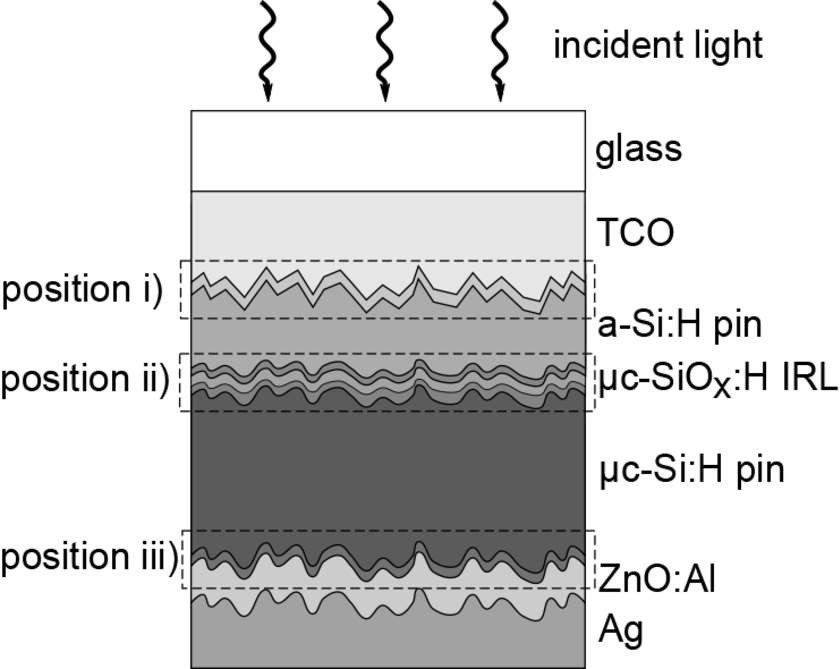 incident light
glass
TCO
position i)
a-Si:H pin
position ii)
µc-SiOX:H IRL
µc-Si:H pin
position iii)
ZnO:Al
Ag